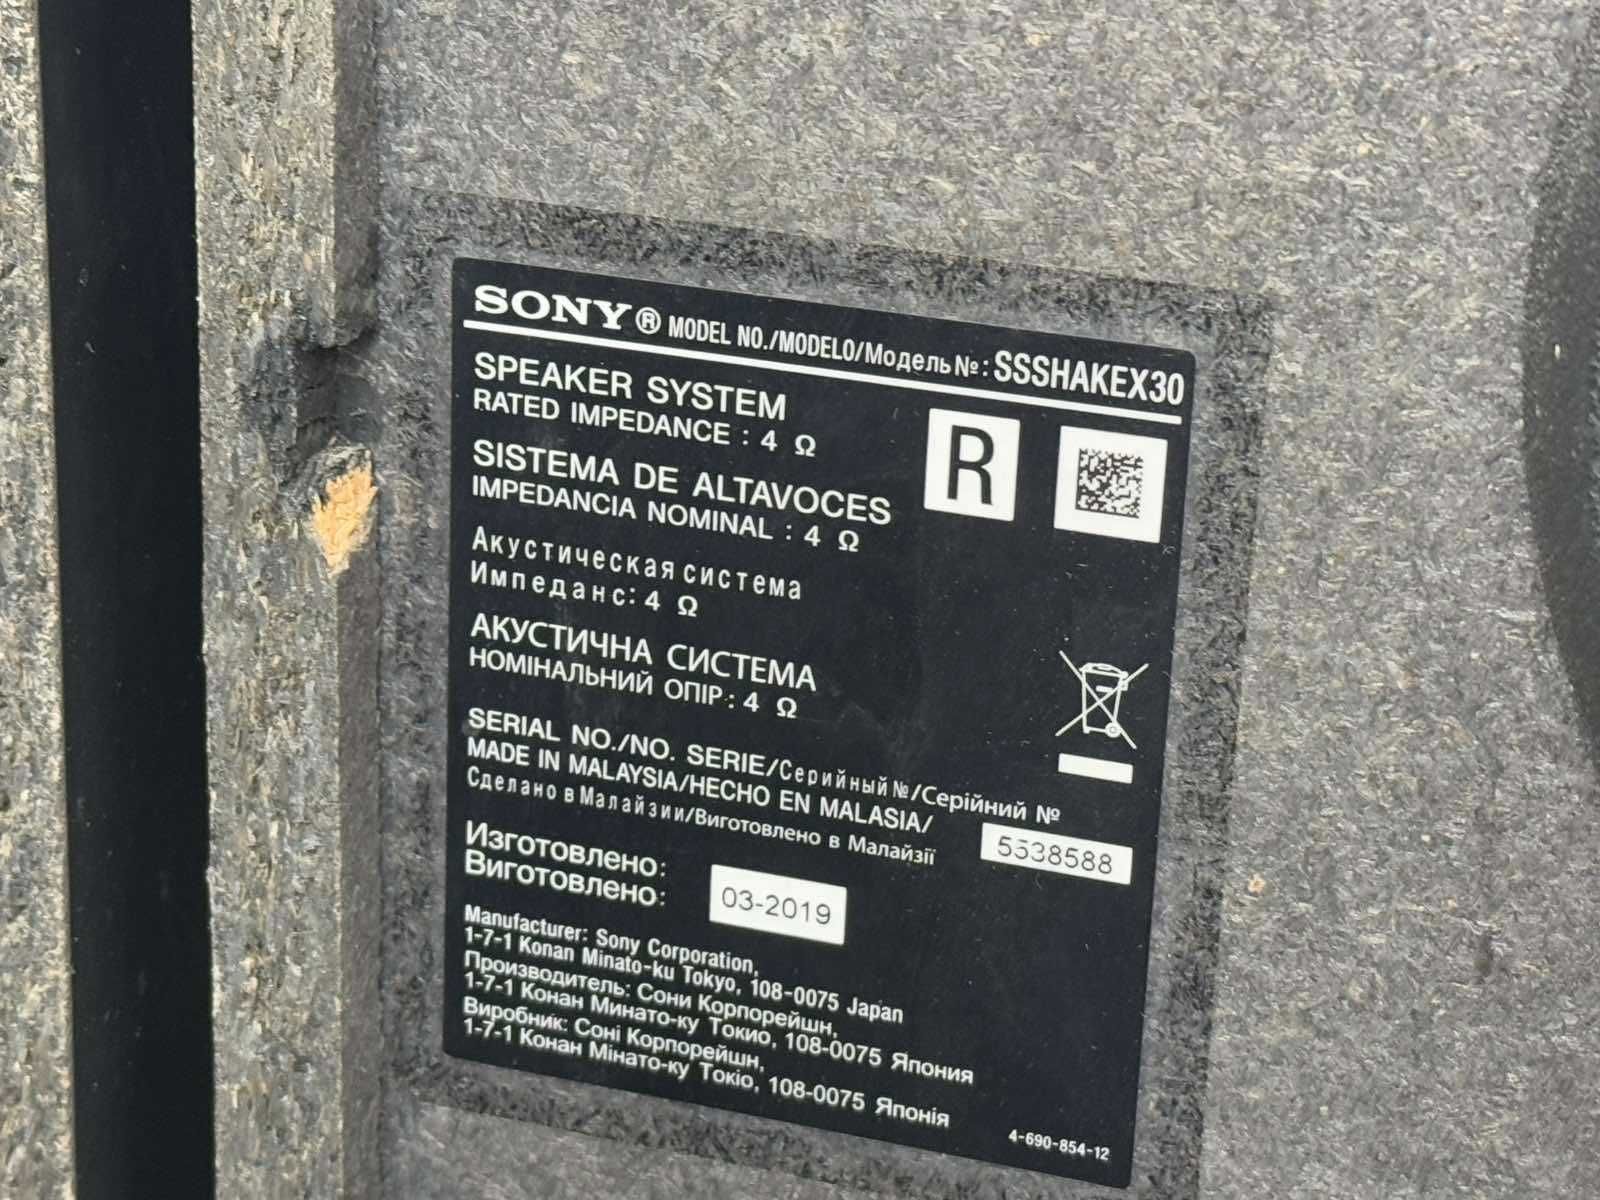 SONY® MODEL NO./MODELO/Модель №: SSSHAKEX30
SPEAKER SYSTEM
RATED IMPEDANCE : 4 Ω
R
SISTEMA DE ALTAVOCES
IMPEDANCIA NOMINAL : 4 Ω
Акустическая система
Импеданс: 4 Ω
АКУСТИЧНА СИСТЕМА
НОМІНАЛЬНИЙ ОПІР.: 4 Ω
SERIAL NO./NO. SERIE/Серийный №/Серійний №
MADE IN MALAYSIA/HECHO EN MALASIA/
Сделано в Малайзии/Виготовлено в Малайзії
5538588
Изготовлено:
Виготовлено:
03-2019
Manufacturer: Sony Corporation,
1-7-1 Konan Minato-ku Tokyo, 108-0075 Japan
Производитель: Сони Корпорейшн,
1-7-1 Конан Минато-ку Токио, 108-0075 Япония
Виробник: Соні Корпорейшн,
1-7-1 Конан Мінато-ку Токіо, 108-0075 Японія
4-690-854-12